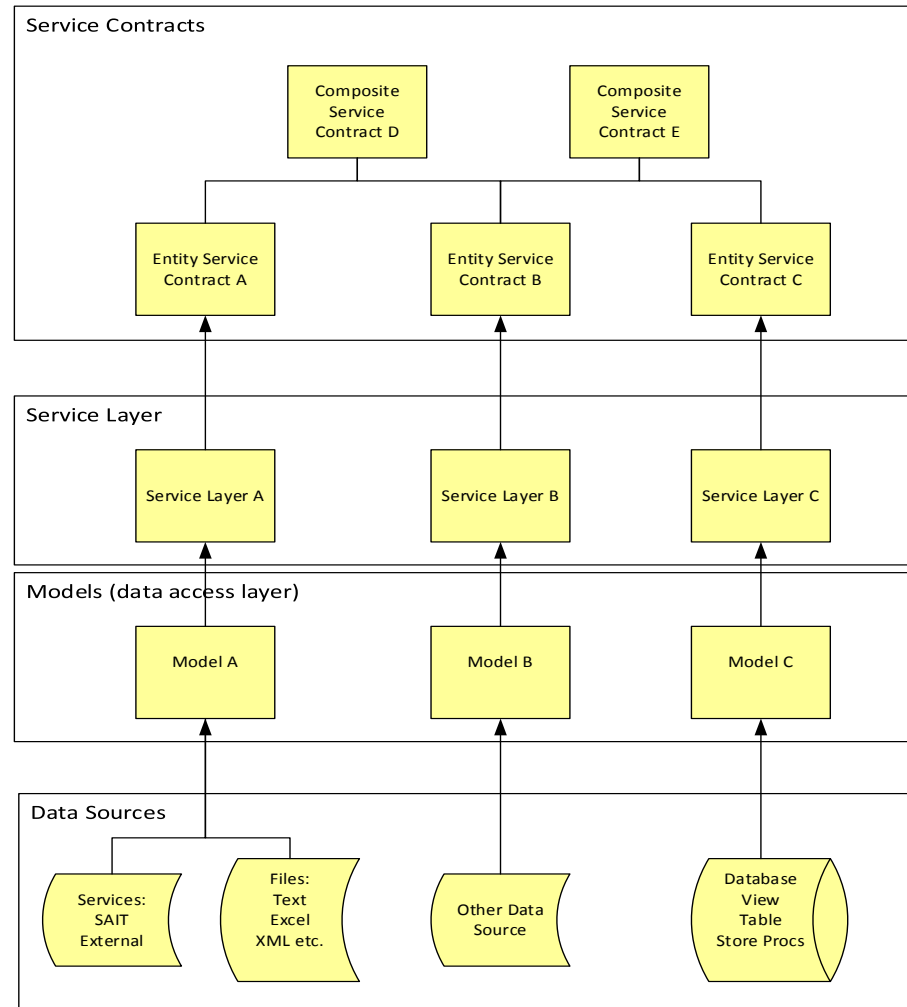 Service Contracts
Composite
Service
Contract D
Composite
Service
Contract E
Entity Service
Contract A
Entity Service
Contract B
Entity Service
Contract C
Service Layer
Service Layer A
Service Layer B
Service Layer C
Models (data access layer)
Model A
Model B
Model C
Data Sources
Services:
SAIT
External
Files:
Text
Excel
XML etc.
Other Data
Source
Database
View
Table
Store Procs